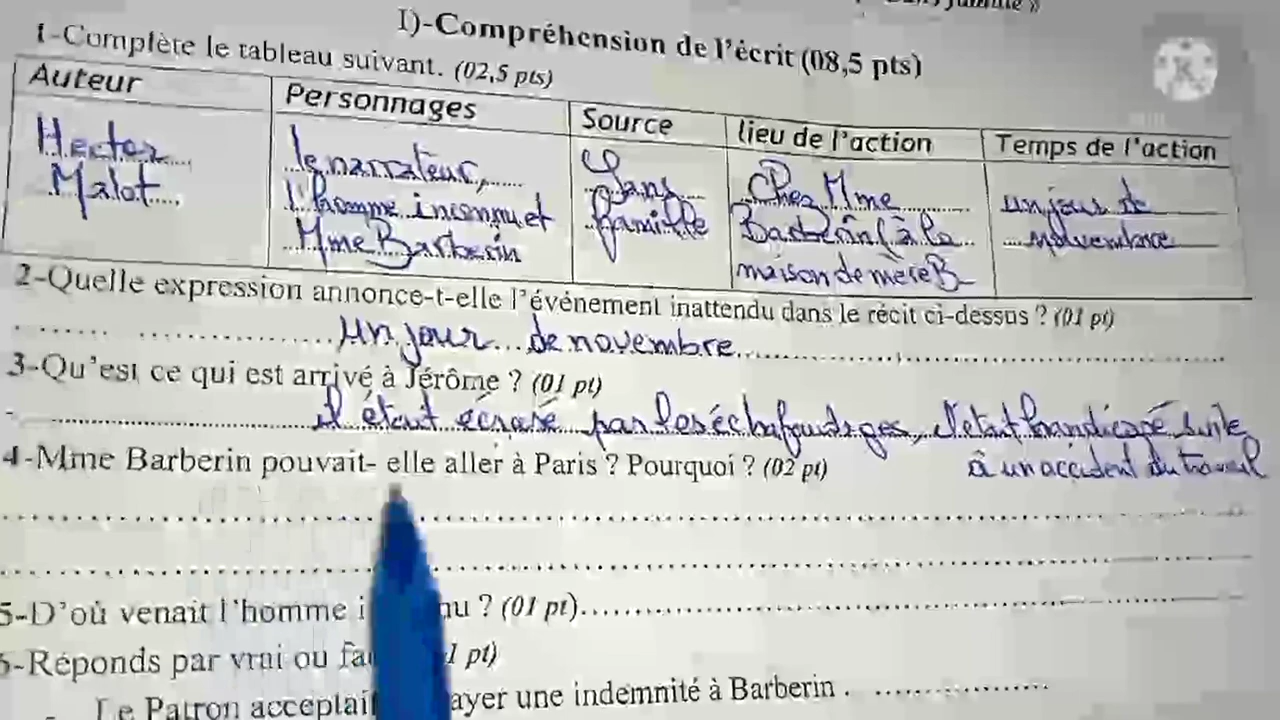 famille »
I)-Compréhension de l'écrit (08,5 pts)
1-Complète le tableau suivant. (02,5 pts)
Auteur Personnages Source lieu de l'action Temps de l'action
Hector Malot
le narrateur, l'homme inconnu et Mme Barberin
Sans famille
Chez Mme Barberin (à la maison de mère B
un jour de novembre
2-Quelle expression annonce-t-elle l'événement inattendu dans le récit ci-dessus ? (01 pt)
un jour de novembre
3-Qu'est ce qui est arrivé à Jérôme ? (01 pt)
- il était écrasé par les échafaudages, c'était handicapé suite
à un accident du travail
4-Mme Barberin pouvait- elle aller à Paris ? Pourquoi ? (02 pt)
5-D'où venait l'homme i nu ? (01 pt)
Réponds par vrai ou pt)
- Le Patron acceptait ayer une indemnité à Barberin .